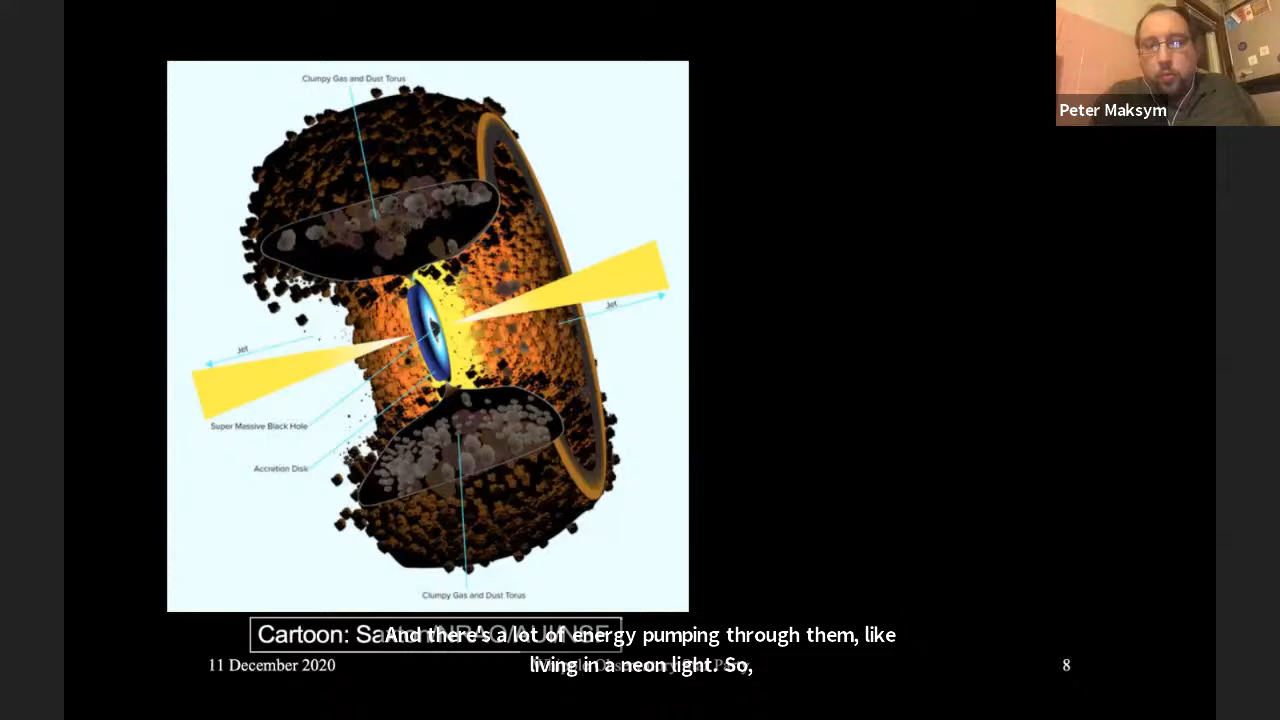 Clumpy Gas and Dust Torus
Peter Maksym
Jet
Jet
Super Massive Black Hole
Accretion Disk
Clumpy Gas and Dust Torus
Cartoon:
And there's a lot of energy pumping through them, like
living in a neon light. So,
11 December 2020
8